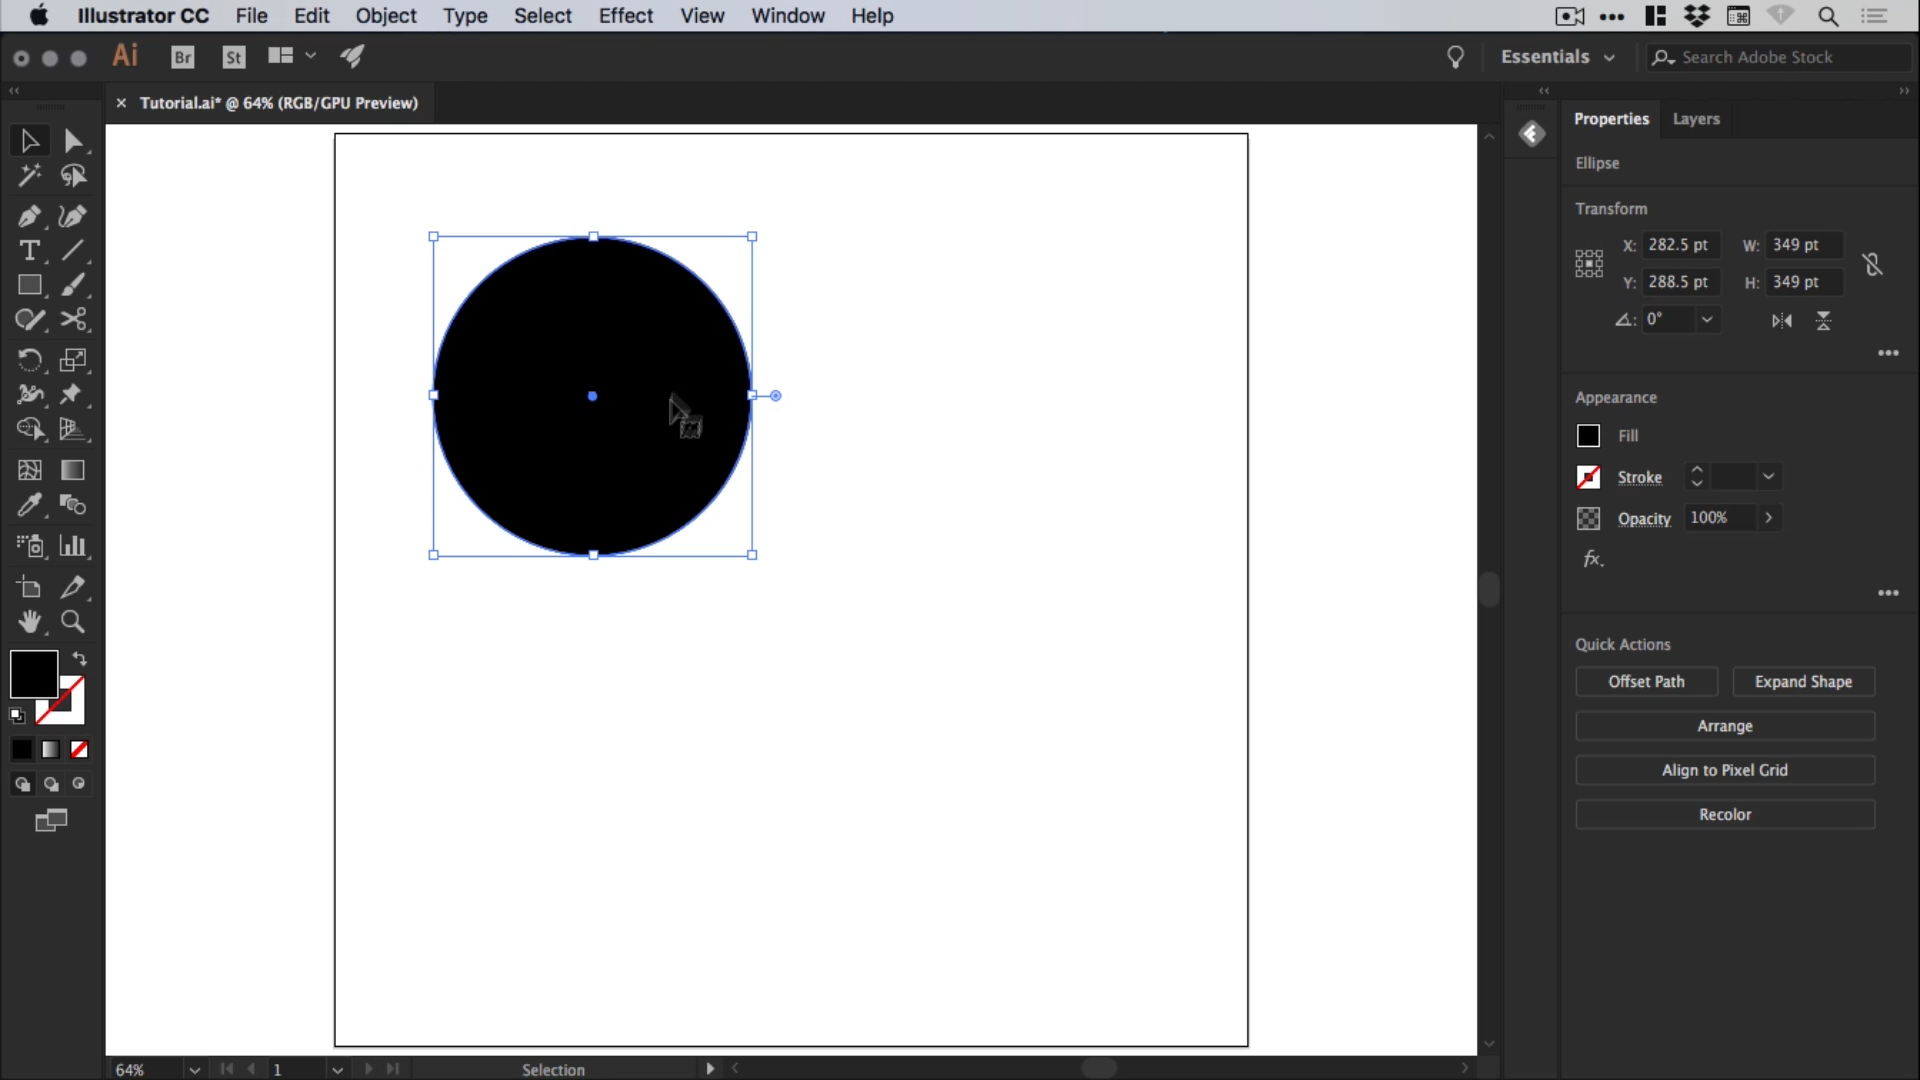 Illustrator CC File Edit Object Type Select Effect View Window Help
Ai Br St Essentials Search Adobe Stock
Tutorial.ai* @ 64% (RGB/GPU Preview)
Properties Layers
Ellipse
Transform
X: 282.5 pt W: 349 pt
Y: 288.5 pt H: 349 pt
0°
Appearance
Fill
Stroke
Opacity 100%
fx.
Quick Actions
Offset Path Expand Shape
Arrange
Align to Pixel Grid
Recolor
64% 1 Selection